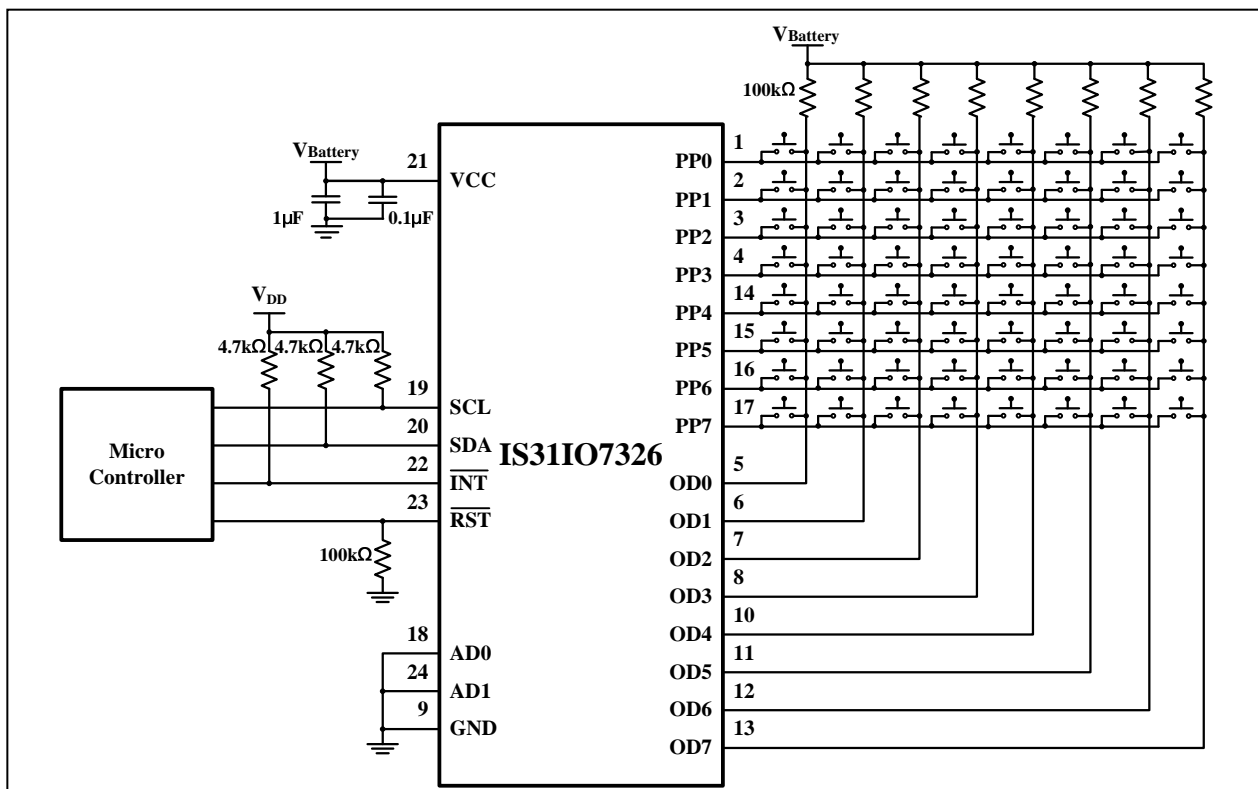 VBattery
100kΩ
VBattery
21
VCC
1µF
0.1µF
VDD
4.7kΩ 4.7kΩ 4.7kΩ
Micro
Controller
19
SCL
20
SDA
22
INT
23
RST
100kΩ
18
AD0
24
AD1
9
GND
IS31IO7326
1
PP0
2
PP1
3
PP2
4
PP3
14
PP4
15
PP5
16
PP6
17
PP7
5
OD0
6
OD1
7
OD2
8
OD3
10
OD4
11
OD5
12
OD6
13
OD7